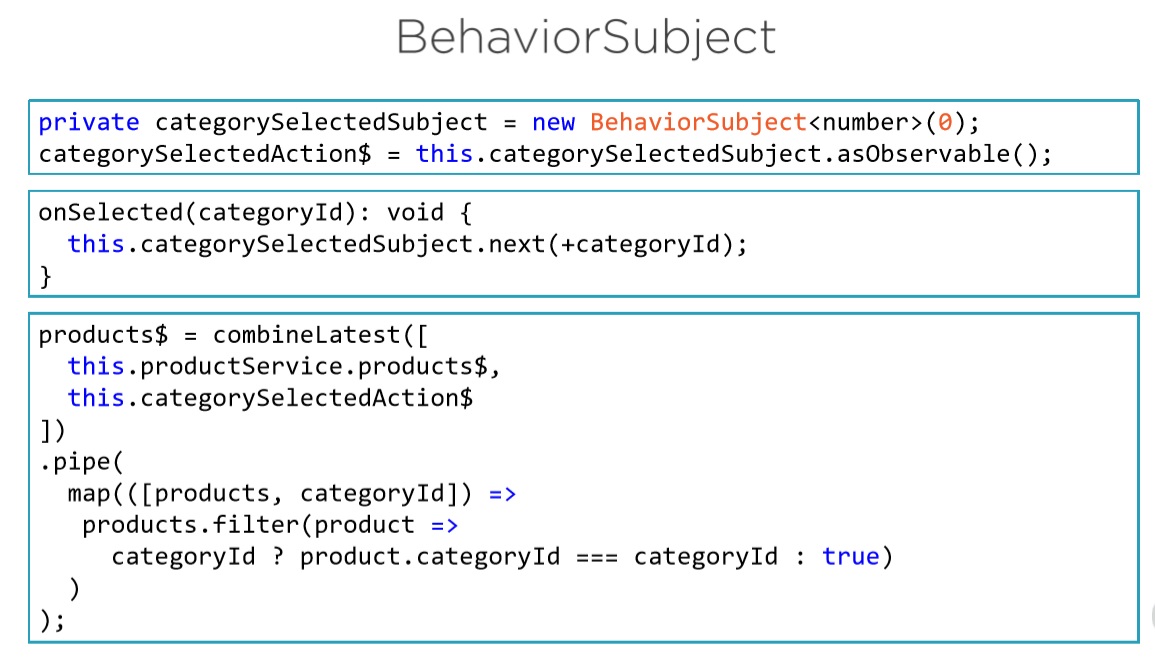 BehaviorSubject
private categorySelectedSubject = new BehaviorSubject<number>(0);
categorySelectedAction$ = this.categorySelectedSubject.asObservable();
onSelected(categoryId): void {
  this.categorySelectedSubject.next(+categoryId);
}
products$ = combineLatest([
  this.productService.products$,
  this.categorySelectedAction$
])
.pipe(
  map(([products, categoryId]) =>
   products.filter(product =>
     categoryId ? product.categoryId === categoryId : true)
  )
);